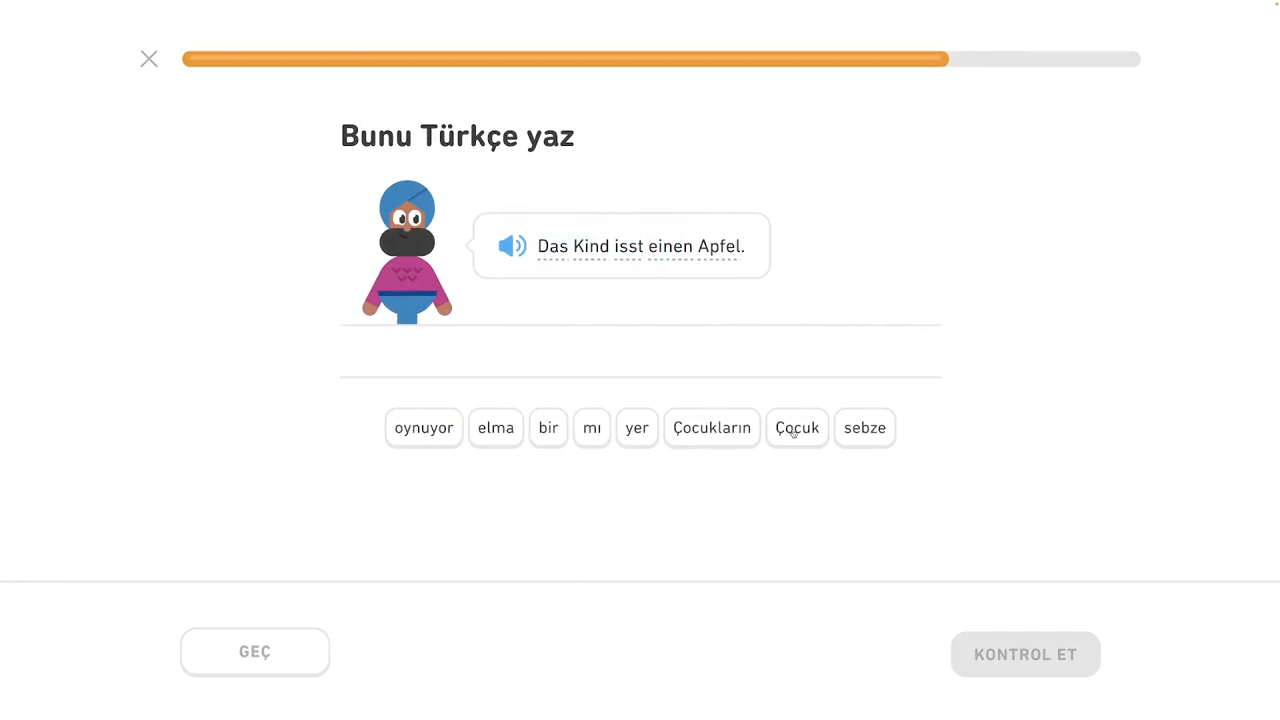 Bunu Türkçe yaz
Das Kind isst einen Apfel.
oynuyor elma bir mı yer Çocukların Çocuk sebze
GEÇ KONTROL ET